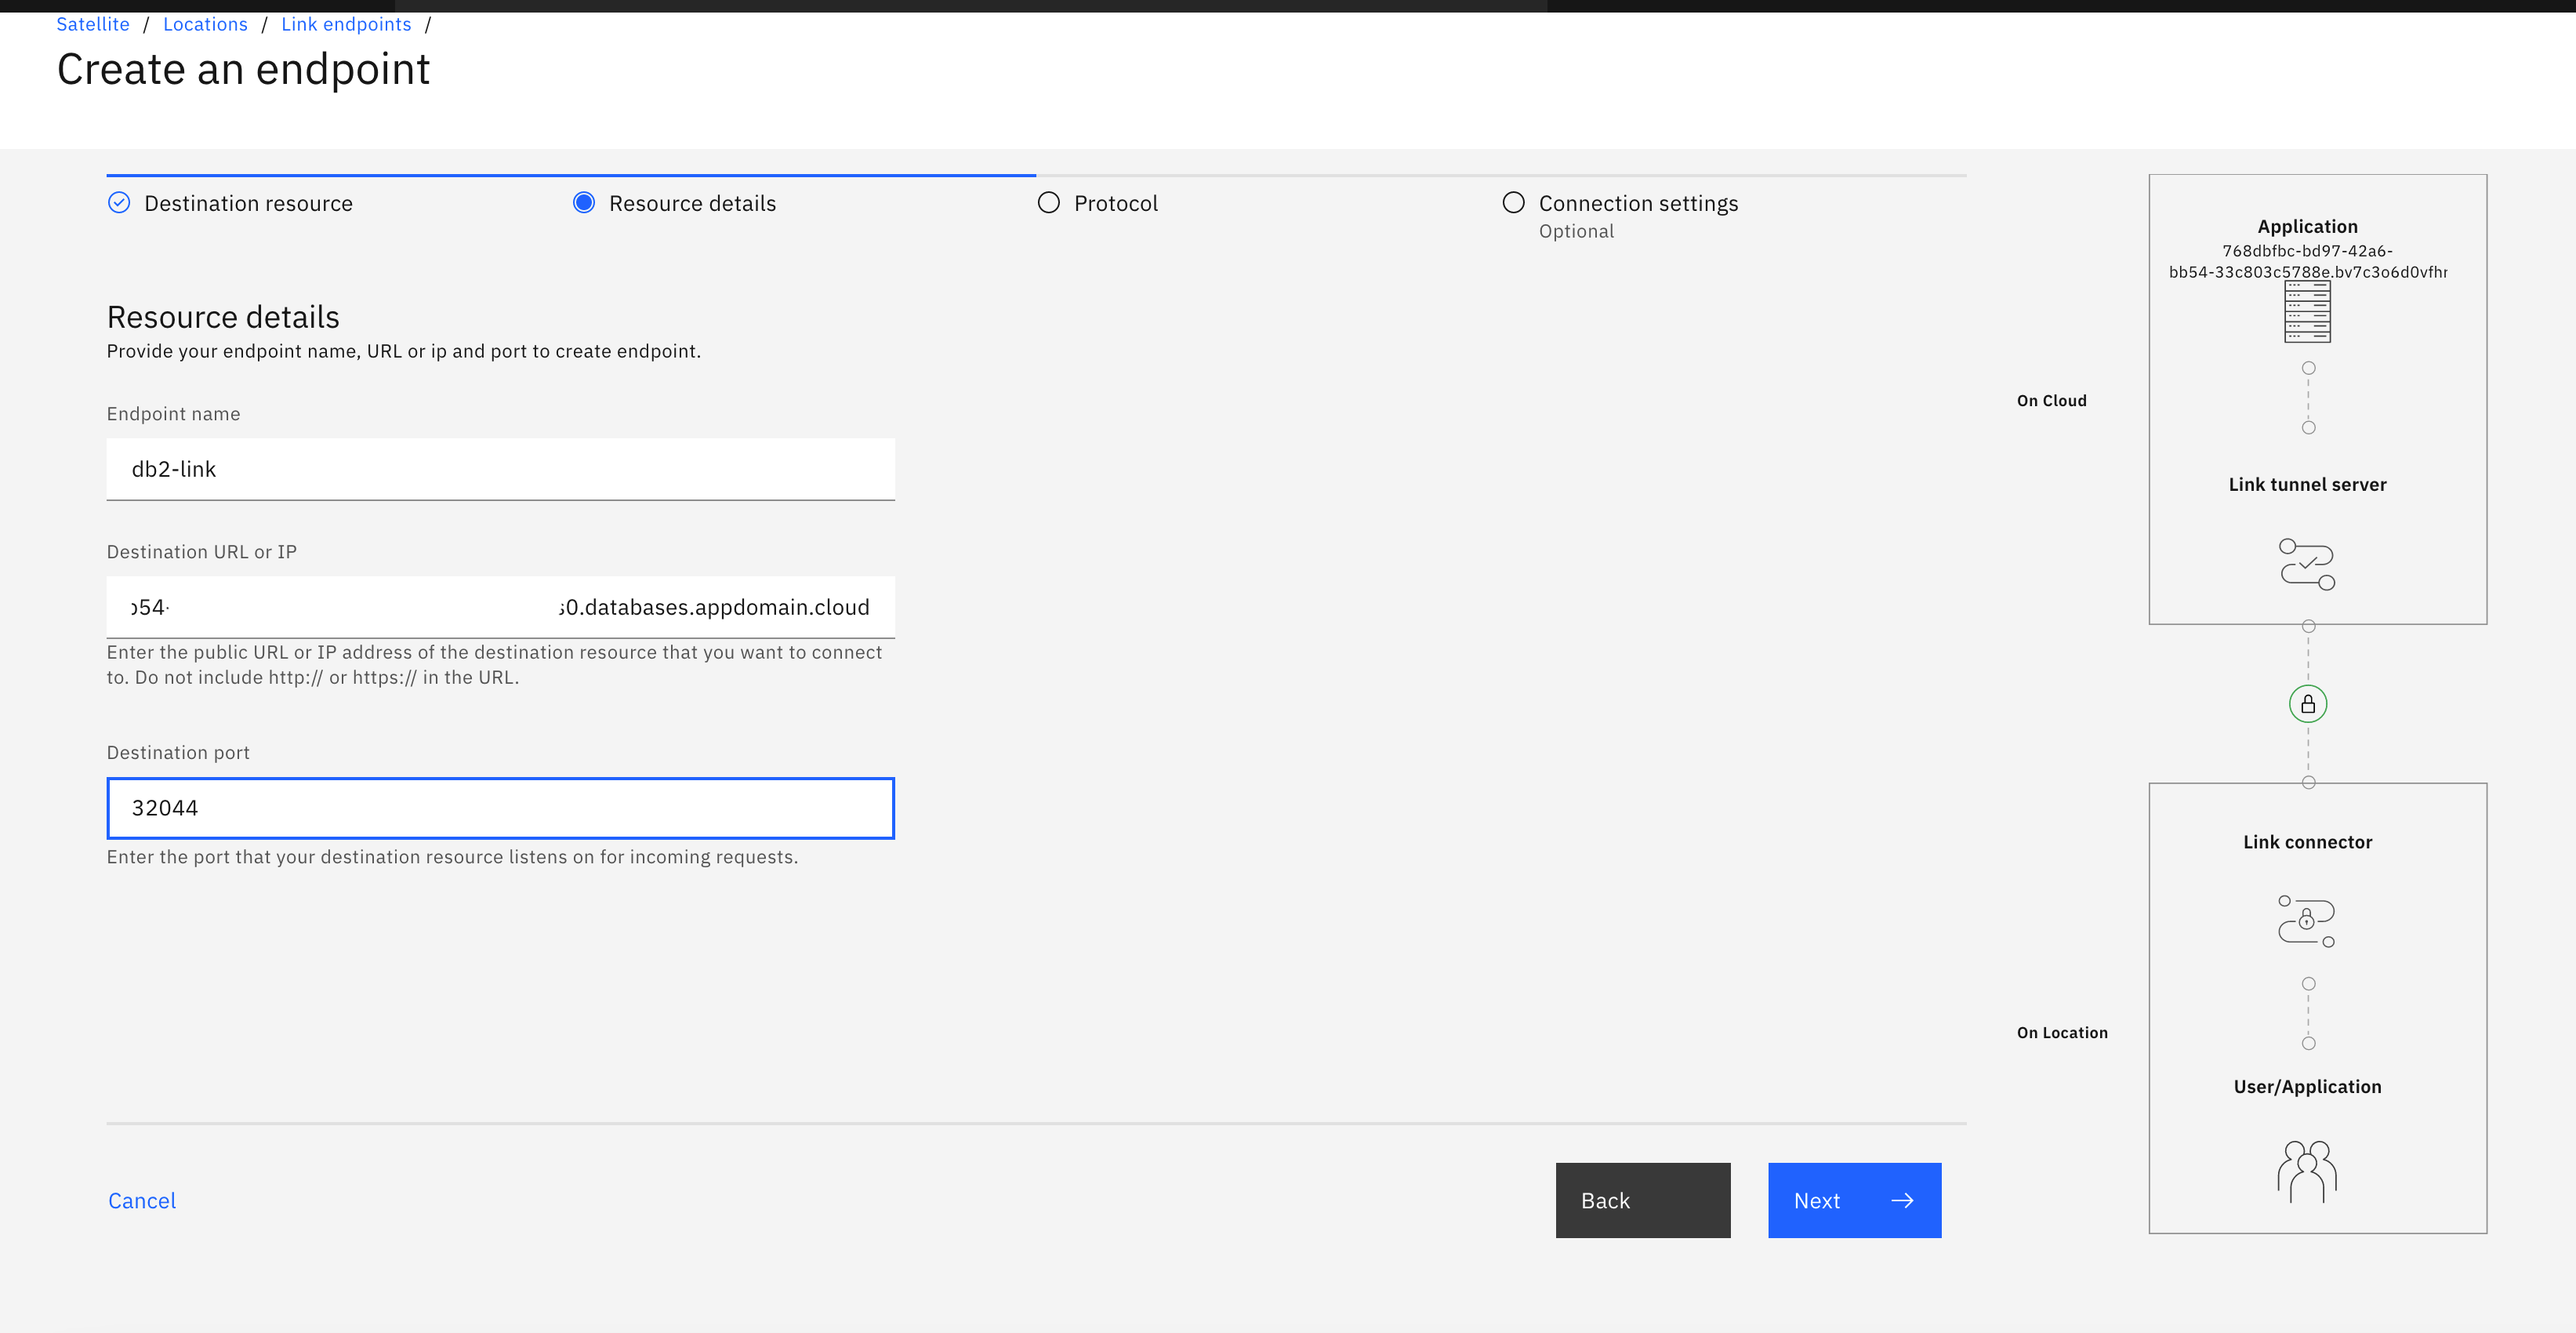 Satellite / Locations / Link endpoints /
Create an endpoint
Destination resource
Resource details
Protocol
Connection settings
Optional
Resource details
Provide your endpoint name, URL or ip and port to create endpoint.
Endpoint name
db2-link
Destination URL or IP
b54- s0.databases.appdomain.cloud
Enter the public URL or IP address of the destination resource that you want to connect
to. Do not include http:// or https:// in the URL.
Destination port
32044
Enter the port that your destination resource listens on for incoming requests.
Cancel
Back
Next
On Cloud
Application
768dbfbc-bd97-42a6-
bb54-33c803c5788e.bv7c3o6d0vfhr
Link tunnel server
Link connector
On Location
User/Application